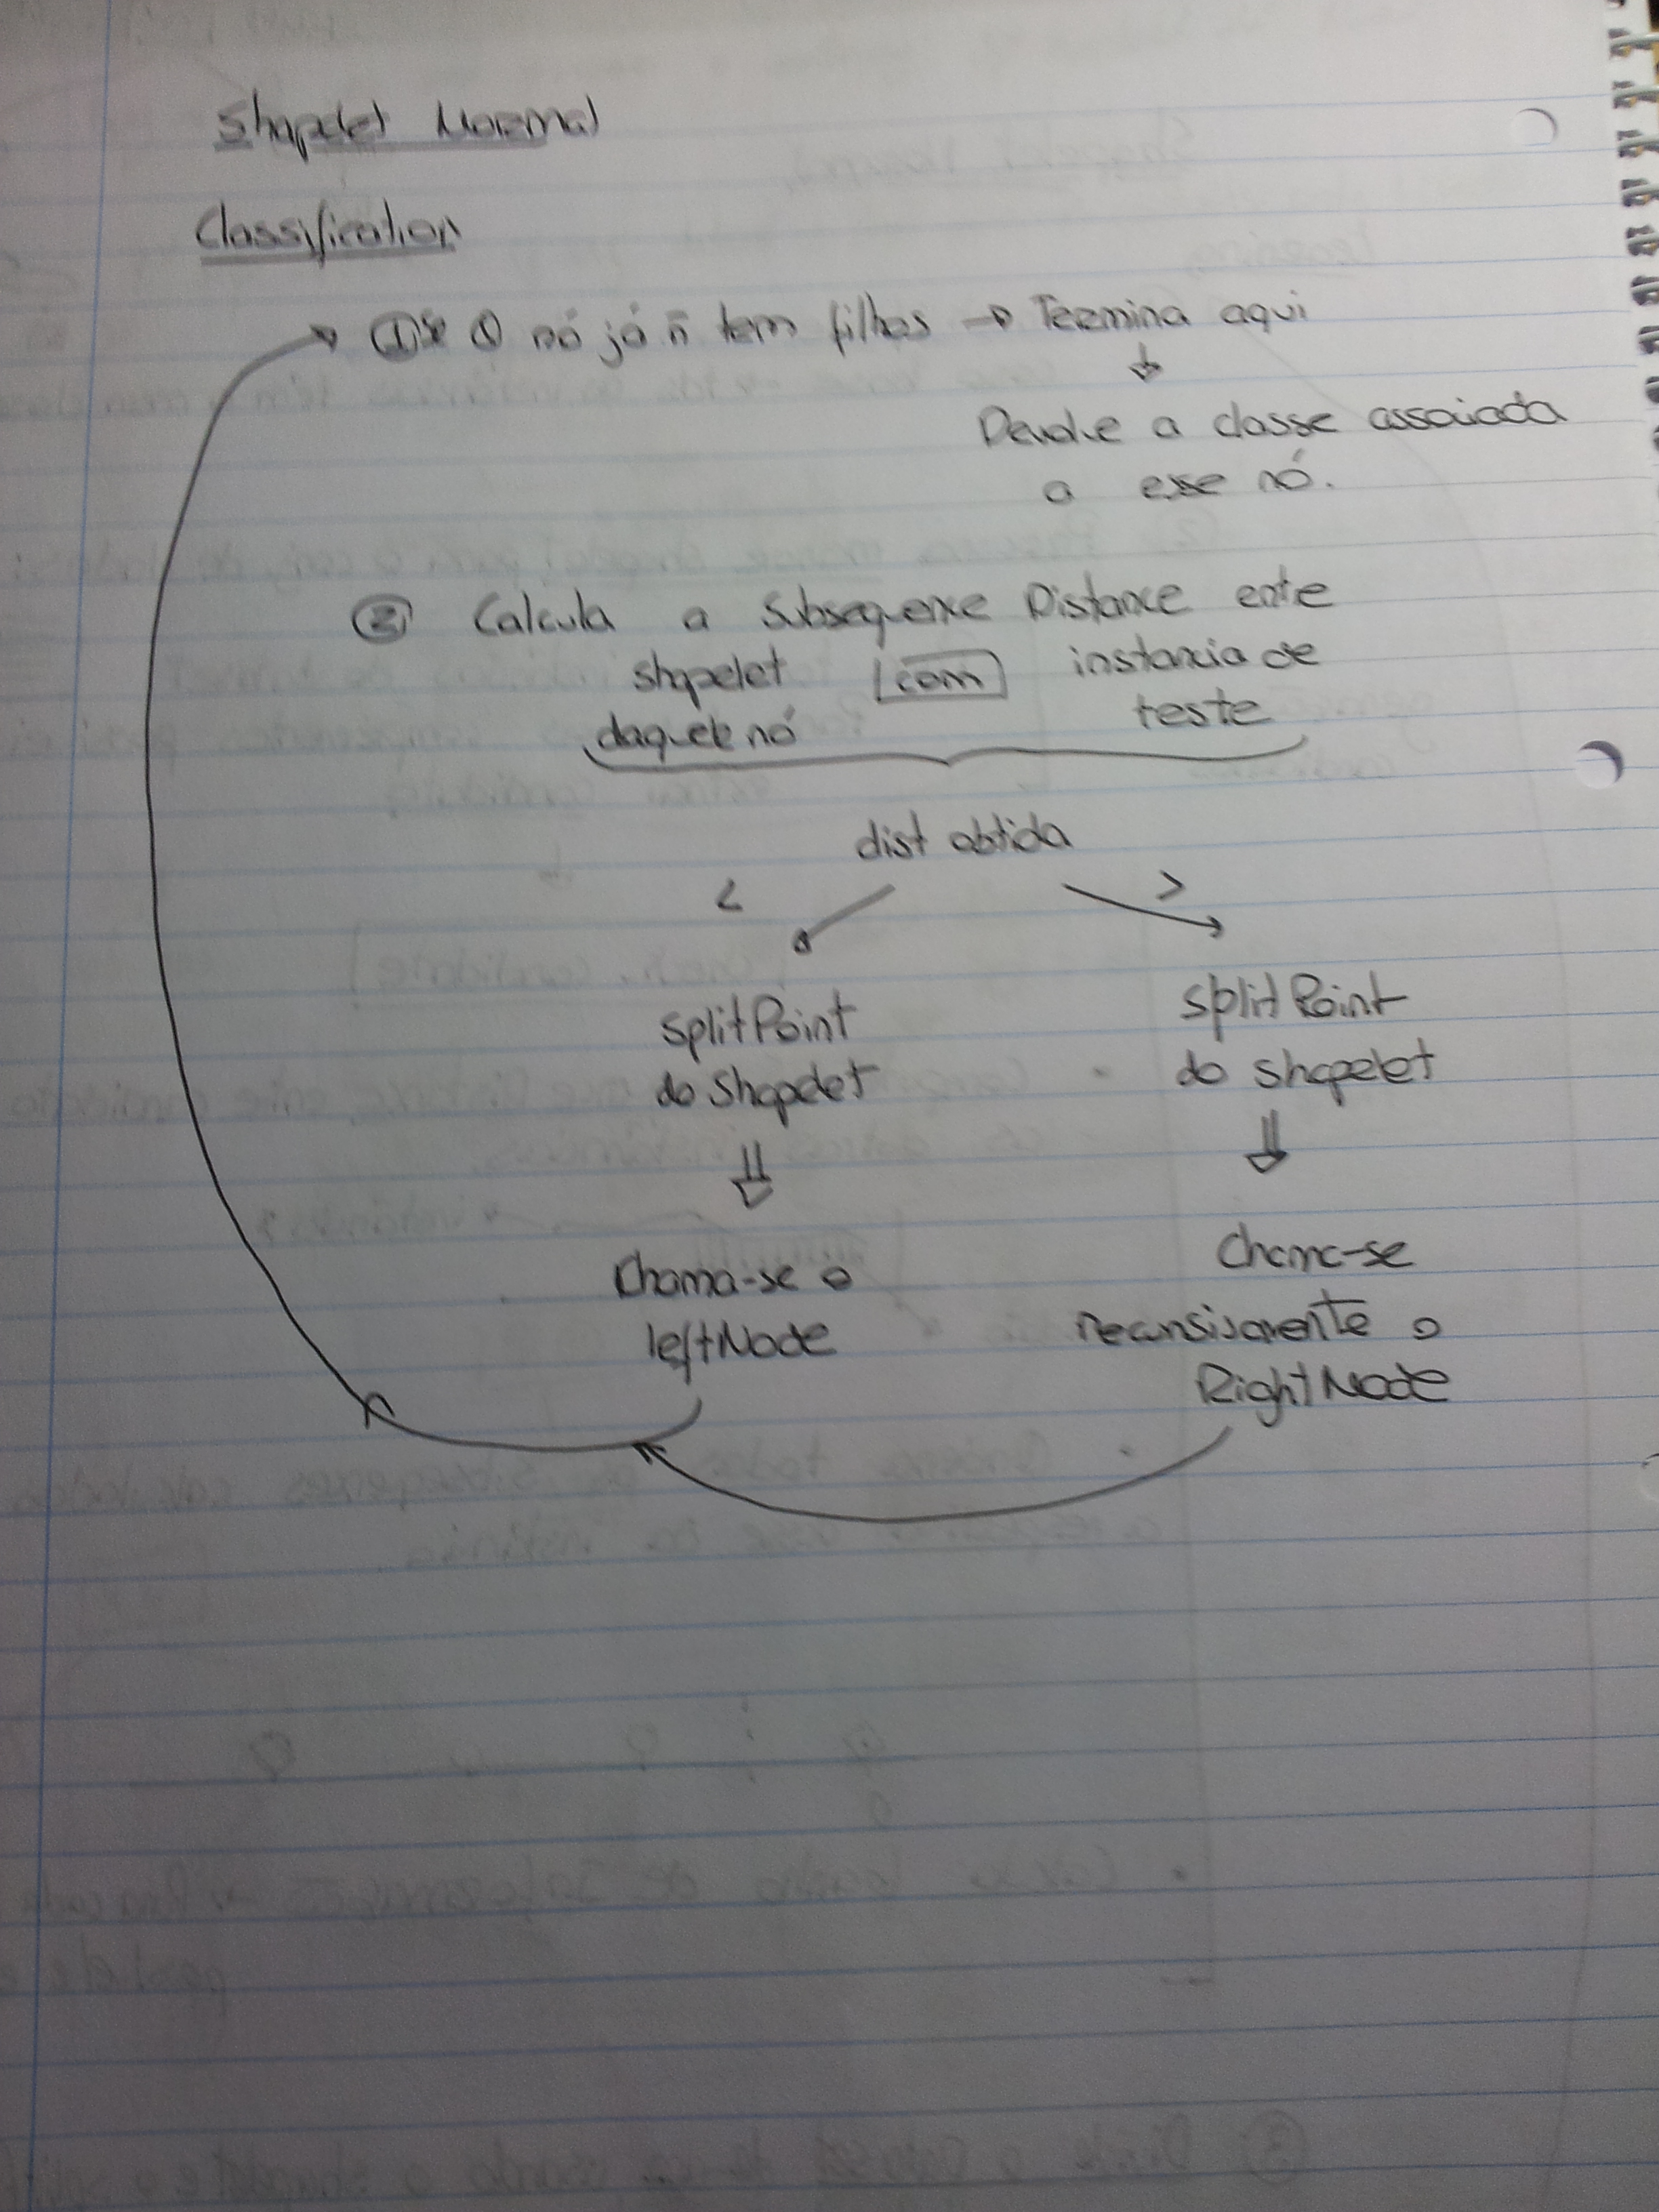 Shapelet Normal
Classification
① Se O nó já ñ tem filhos → Termina aqui
Devolve a classe associada
a esse nó.
② Calcula a Subsequence Distance entre
shapelet com instancia de
daquele nó teste
dist obtida
< >
splitPoint splitPoint
do Shapelet do shapelet
Chama-se o Chama-se
leftNode recursivamente o
RightNode